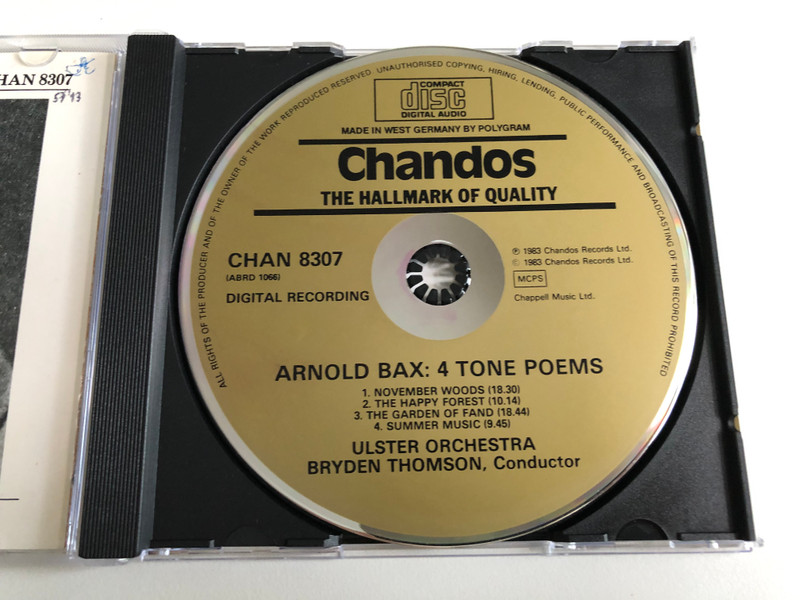 HAN 8307
ALL RIGHTS OF THE PRODUCER AND OF THE OWNER OF THE WORK REPRODUCED RESERVED. UNAUTHORISED COPYING, HIRING, LENDING, PUBLIC PERFORMANCE AND BROADCASTING OF THIS RECORD PROHIBITED
COMPACT
disc
DIGITAL AUDIO
MADE IN WEST GERMANY BY POLYGRAM
Chandos
THE HALLMARK OF QUALITY
CHAN 8307
(ABRD 1066)
DIGITAL RECORDING
℗ 1983 Chandos Records Ltd.
© 1983 Chandos Records Ltd.
MCPS
Chappell Music Ltd.
ARNOLD BAX: 4 TONE POEMS
1. NOVEMBER WOODS (18.30)
2. THE HAPPY FOREST (10.14)
3. THE GARDEN OF FAND (18.44)
4. SUMMER MUSIC (9.45)
ULSTER ORCHESTRA
BRYDEN THOMSON, Conductor